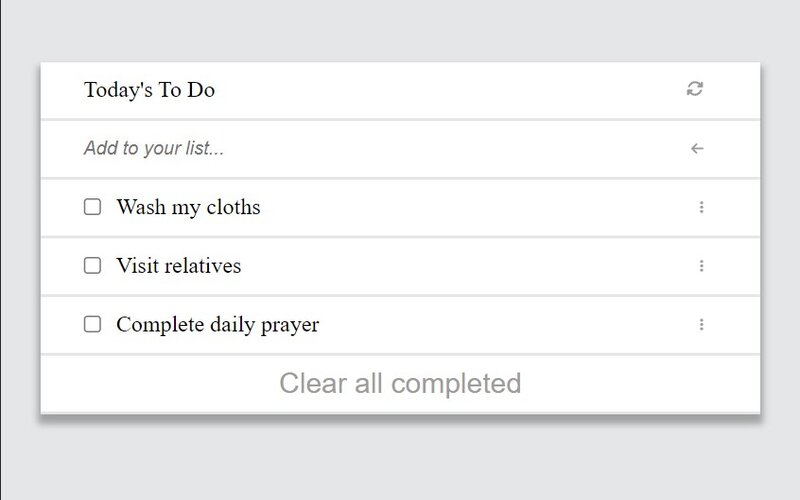 Today's To Do
Add to your list...
Wash my cloths
Visit relatives
Complete daily prayer
Clear all completed